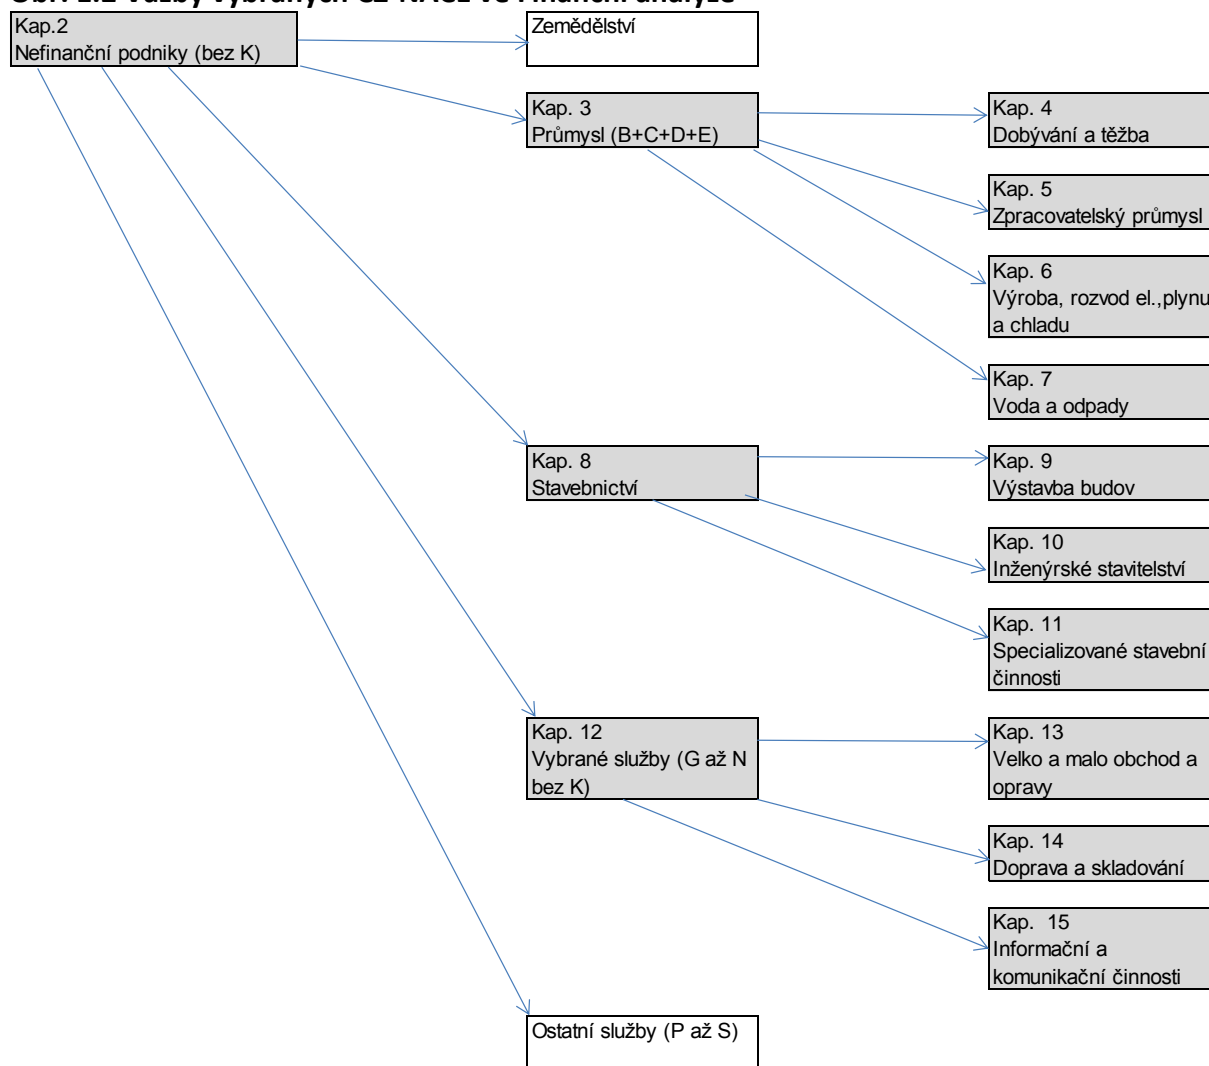 Kap.2
Nefinanční podniky (bez K)
Zemědělství
Kap. 3
Průmysl (B+C+D+E)
Kap. 4
Dobývání a těžba
Kap. 5
Zpracovatelský průmysl
Kap. 6
Výroba, rozvod el.,plynu
a chladu
Kap. 7
Voda a odpady
Kap. 8
Stavebnictví
Kap. 9
Výstavba budov
Kap. 10
Inženýrské stavitelství
Kap. 11
Specializované stavební
činnosti
Kap. 12
Vybrané služby (G až N
bez K)
Kap. 13
Velko a malo obchod a
opravy
Kap. 14
Doprava a skladování
Kap. 15
Informační a
komunikační činnosti
Ostatní služby (P až S)